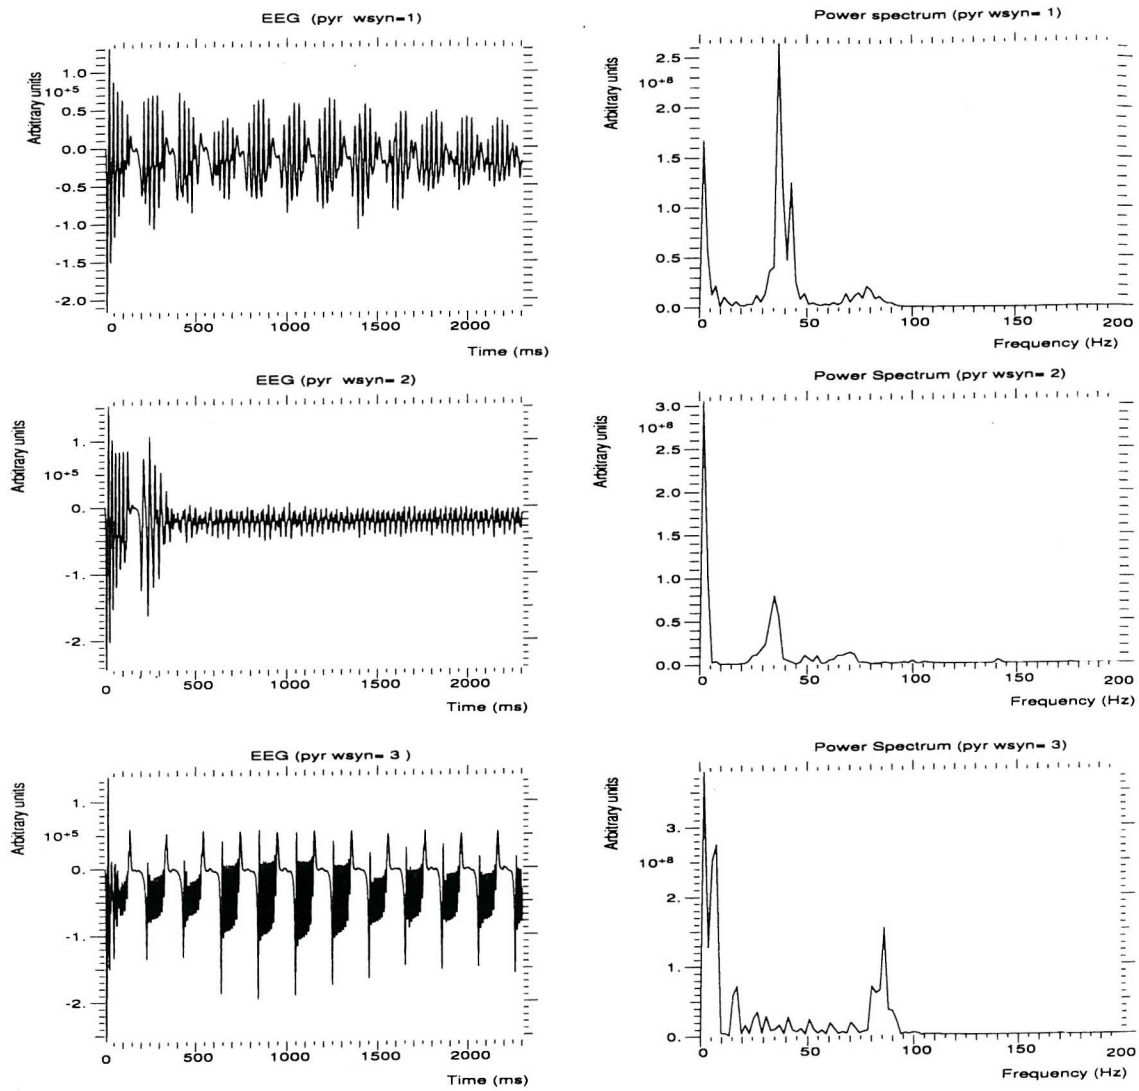 EEG (pyr wsyn=1)
Arbitrary units
1.0
10+5
0.5
0.0
-0.5
-1.0
-1.5
-2.0
0 500 1000 1500 2000
Time (ms)
Power spectrum (pyr wsyn= 1)
Arbitrary units
2.5
10+8
2.0
1.5
1.0
0.5
0.0
0 50 100 150 200
Frequency (Hz)
EEG (pyr wsyn= 2)
Arbitrary units
1.
10+5
0.
-1.
-2.
0 500 1000 1500 2000
Time (ms)
Power Spectrum (pyr wsyn= 2)
Arbitrary units
3.0
10+8
2.5
2.0
1.5
1.0
0.5
0.0
0 50 100 150 200
Frequency (Hz)
EEG (pyr wsyn= 3 )
Arbitrary units
1.
10+5
0.
-1.
-2.
0 500 1000 1500 2000
Time (ms)
Power Spectrum (pyr wsyn= 3)
Arbitrary units
3.
10+8
2.
1.
0.
0 50 100 150 200
Frequency (Hz)